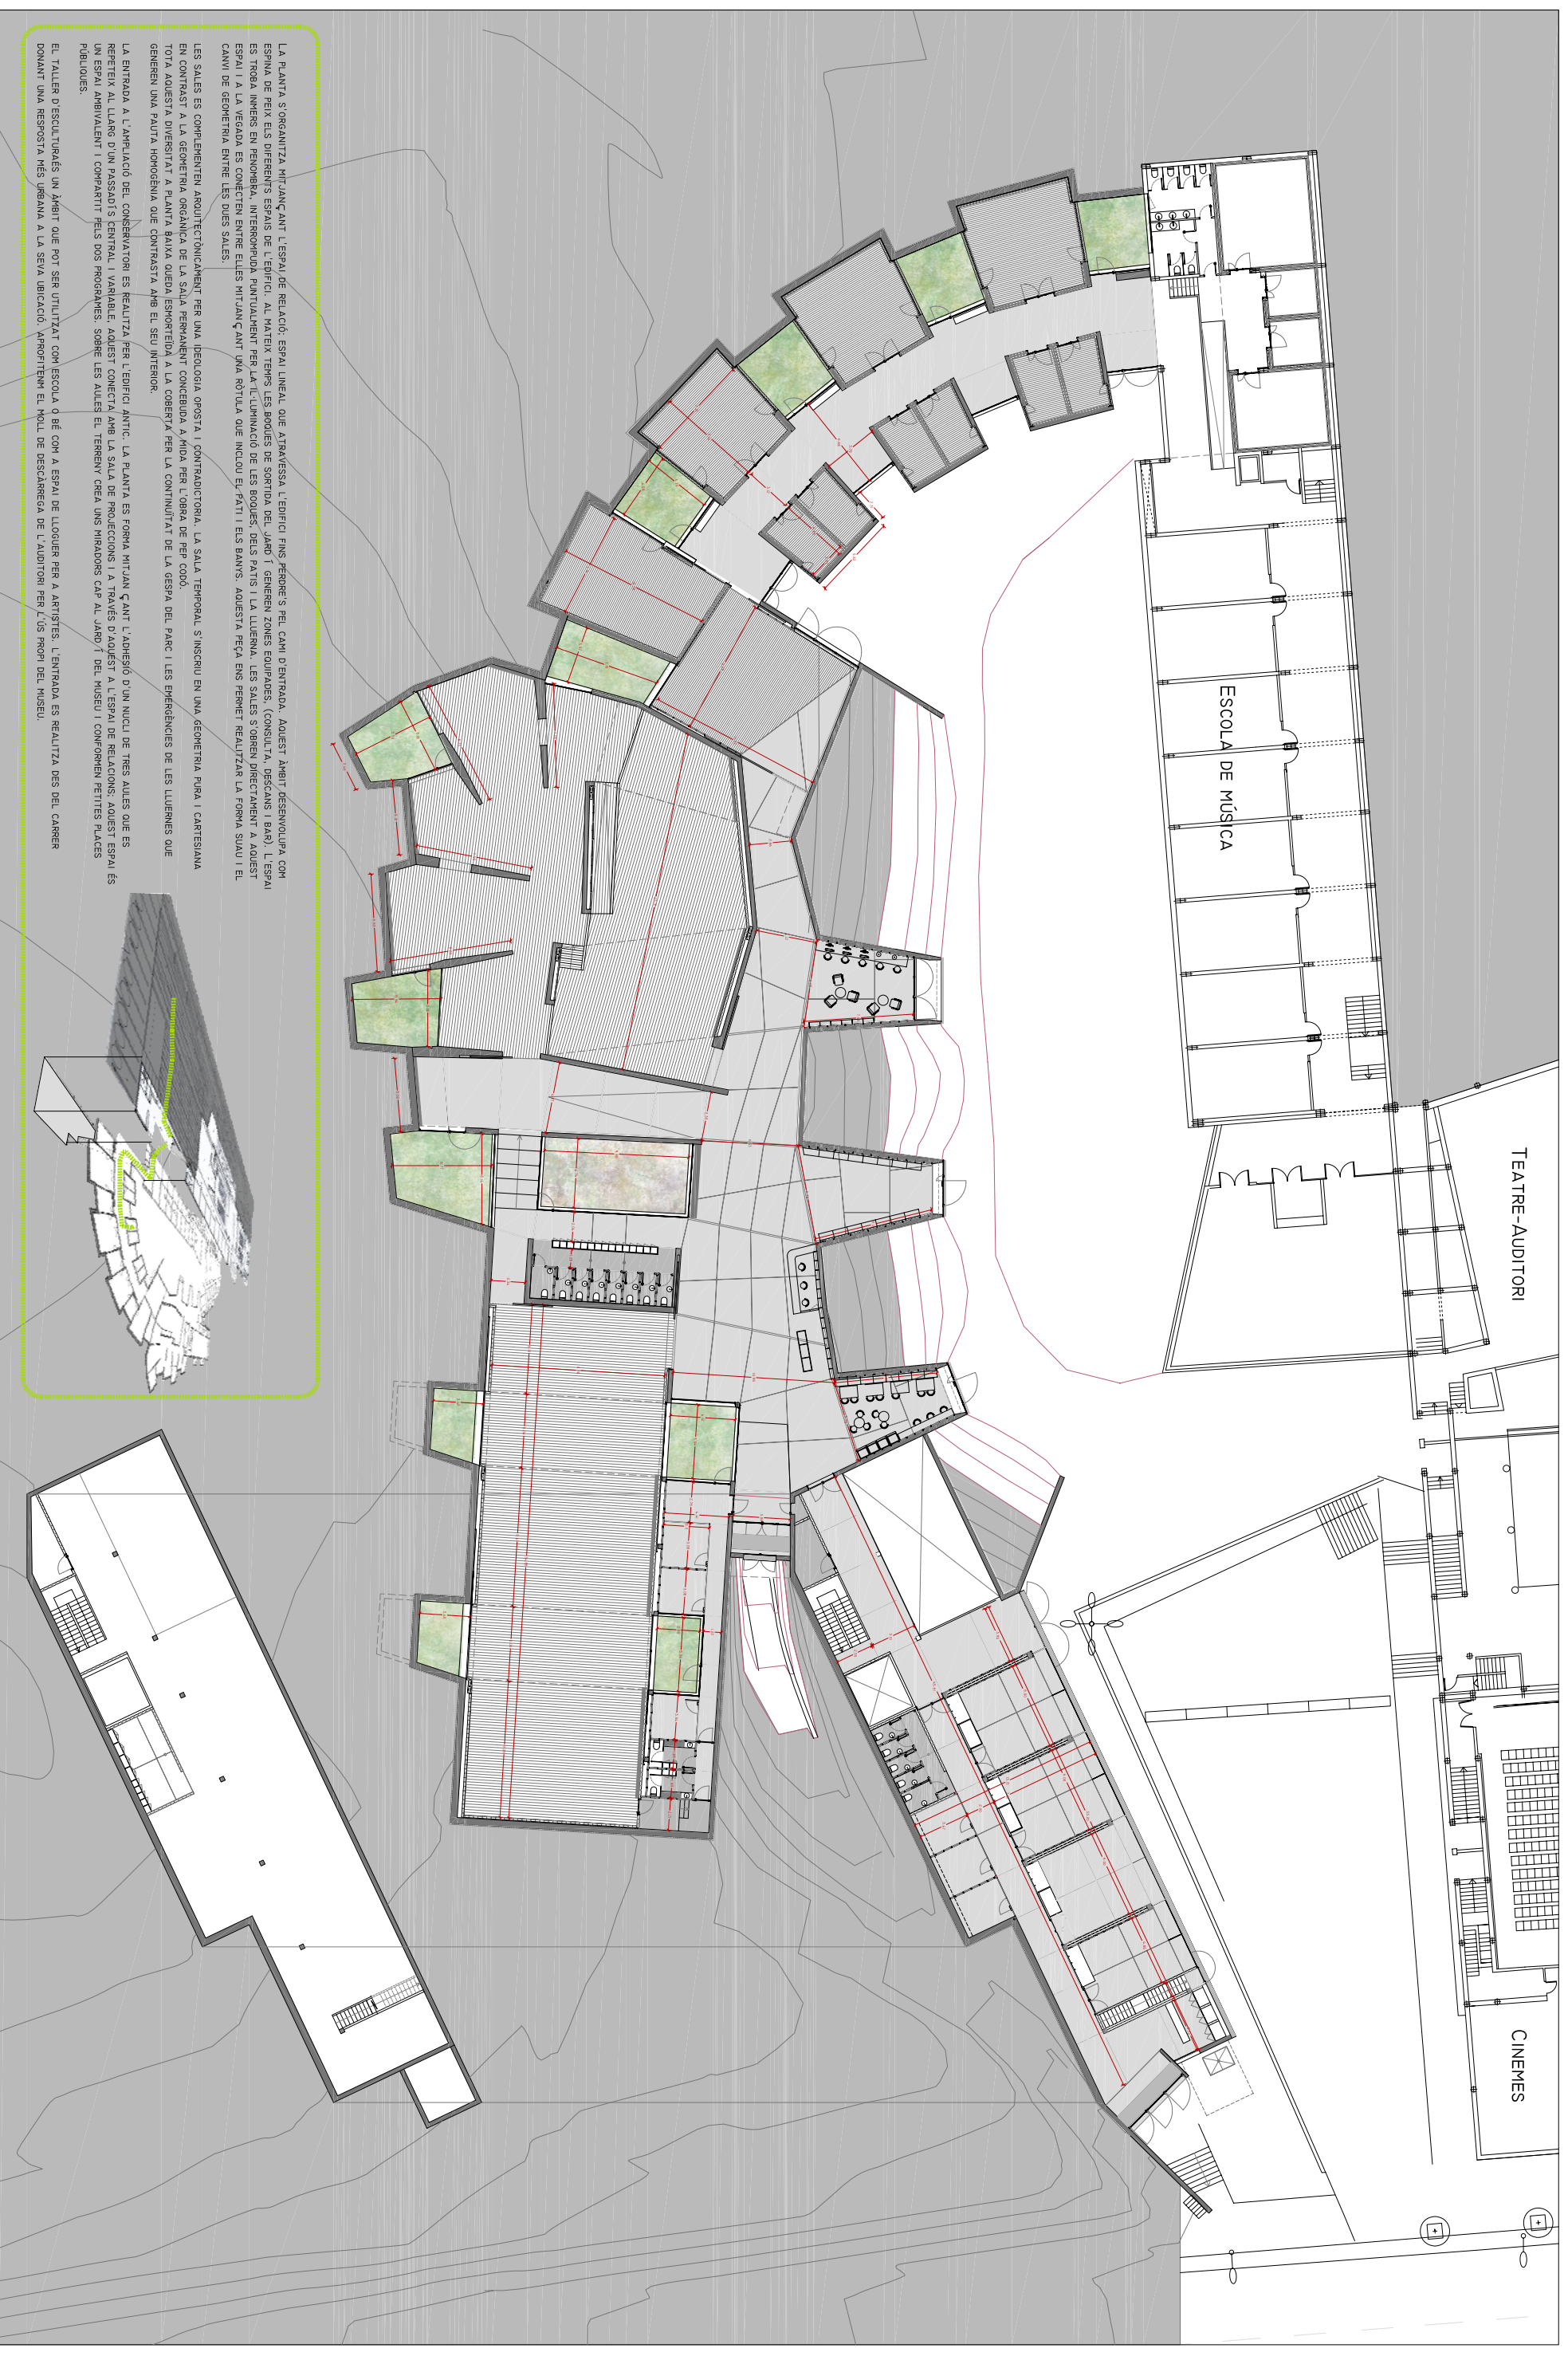 LA PLANTA S'ORGANITZA MITJANÇANT L'ESPAI DE RELACIÓ; ESPAI LINEAL QUE ATRAVESSA L'EDIFICI FINS PERDRE'S PEL CAMI D'ENTRADA. AQUEST ÀMBIT DESENVOLUPA COM
ESPINA DE PEIX ELS DIFERENTS ESPAIS DE L'EDIFICI, AL MATEIX TEMPS LES BOQUES DE SORTIDA DEL JARDÍ GENEREN ZONES EQUIPADES, (CONSULTA, DESCANS I BAR). L'ESPAI
ES TROBA INMERS EN PENOMBRA, INTERROMPUDA PUNTUALMENT PER LA IL·LUMINACIÓ DE LES BOQUES, DELS PATIS I LA LLUERNA. LES SALES S'OBREN DIRECTAMENT A AQUEST
ESPAI I A LA VEGADA ES CONECTEN ENTRE ELLES MITJANÇANT UNA RÒTULA QUE INCLOU EL PATI I ELS BANYS. AQUESTA PEÇA ENS PERMET REALITZAR LA FORMA SUAU I EL
CANVI DE GEOMETRIA ENTRE LES DUES SALES.
LES SALES ES COMPLEMENTEN ARQUITECTÒNICAMENT PER UNA IDEOLOGIA OPOSTA I CONTRADICTORIA. LA SALA TEMPORAL S'INSCRIU EN UNA GEOMETRIA PURA I CARTESIANA
EN CONTRAST A LA GEOMETRIA ORGÀNICA DE LA SALA PERMANENT CONCEBUDA A MIDA PER L'OBRA DE PEP CODÓ.
TOTA AQUESTA DIVERSITAT A PLANTA BAIXA QUEDA ESMORTEÏDA A LA COBERTA PER LA CONTINUÏTAT DE LA GESPA DEL PARC I LES EMERGÈNCIES DE LES LLUERNES QUE
GENEREN UNA PAUTA HOMOGÈNIA QUE CONTRASTA AMB EL SEU INTERIOR.
LA ENTRADA A L'AMPLIACIÓ DEL CONSERVATORI ES REALITZA PER L'EDIFICI ANTIC. LA PLANTA ES FORMA MITJANÇANT L'ADHESIÓ D'UN NUCLI DE TRES AULES QUE ES
REPETEIX AL LLARG D'UN PASSADÍS CENTRAL I VARIABLE, AQUEST CONECTA AMB LA SALA DE PROJECCIONS I A TRAVÉS D'AQUEST A L'ESPAI DE RELACIONS; AQUEST ESPAI ÉS
UN ESPAI AMBIVALENT I COMPARTIT PELS DOS PROGRAMES. SOBRE LES AULES EL TERRENY CREA UNS MIRADORS CAP AL JARDÍ DEL MUSEU I CONFORMEN PETITES PLACES
PÚBLIQUES.
EL TALLER D'ESCULTURAÉS UN ÀMBIT QUE POT SER UTILITZAT COM ESCOLA O BÉ COM A ESPAI DE LLOGUER PER A ARTISTES. L'ENTRADA ES REALITZA DES DEL CARRER
DONANT UNA RESPOSTA MÉS URBANA A LA SEVA UBICACIÓ. APROFITENM EL MOLL DE DESCÀRREGA DE L'AUDITORI PER L'ÚS PROPI DEL MUSEU.
ESCOLA DE MÚSICA
TEATRE-AUDITORI
CINEMES